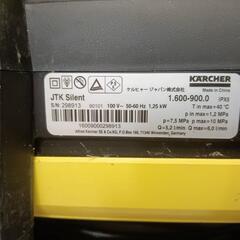 ケルヒャー ジャパン株式会社
KÄRCHER
JTK Silent
1.600-900.0
S/N: 298913
90101
100 V~ 50-60 Hz 1,25 kW
IPX5
T in max = 40°C
p in max = 1,2 MPa
p = 7,5 MPa
p max = 10 MPa
Q = 5,2 l/min
Q max = 6,0 l/min
16009000298913
Made in China
Alfred Kärcher SE & Co.KG, P.O.Box 160, 71349 Winnenden, Germany